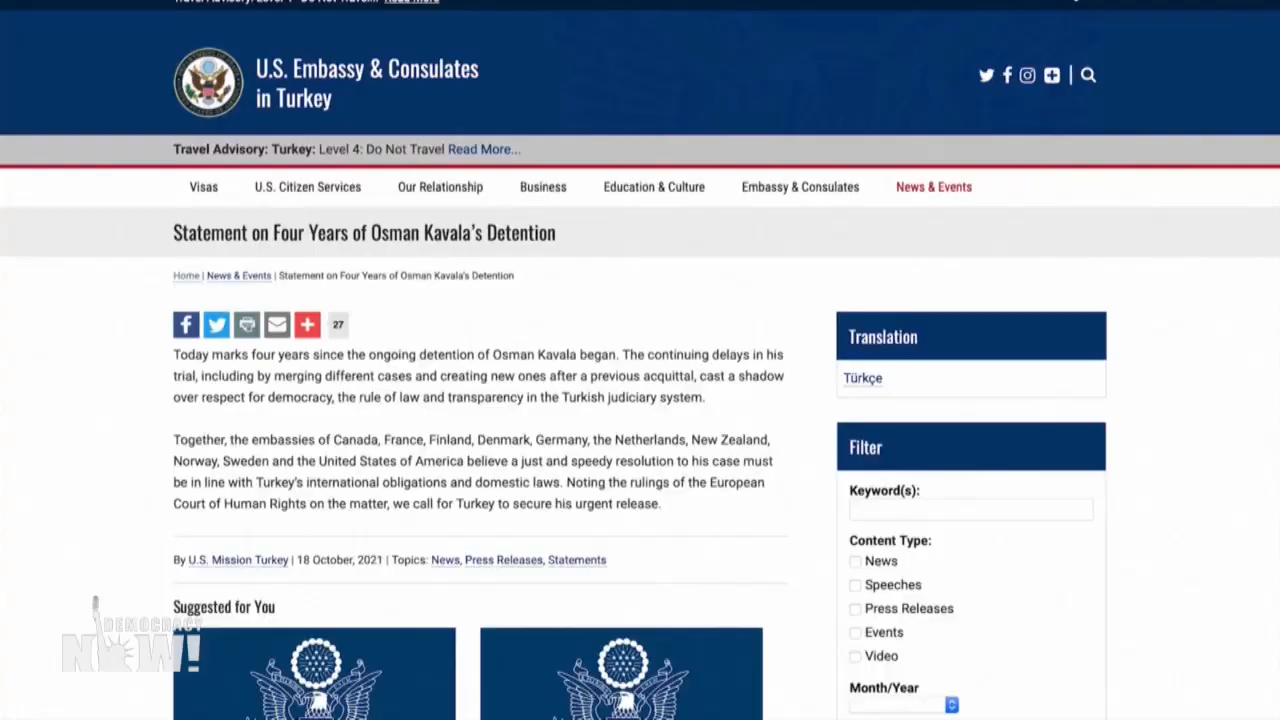 Travel Advisory: Level 4: Do Not Travel... Read More
U.S. Embassy & Consulates
in Turkey
Travel Advisory: Turkey: Level 4: Do Not Travel Read More...
Visas U.S. Citizen Services Our Relationship Business Education & Culture Embassy & Consulates News & Events
Statement on Four Years of Osman Kavala's Detention
Home | News & Events | Statement on Four Years of Osman Kavala's Detention
27
Today marks four years since the ongoing detention of Osman Kavala began. The continuing delays in his
trial, including by merging different cases and creating new ones after a previous acquittal, cast a shadow
over respect for democracy, the rule of law and transparency in the Turkish judiciary system.
Together, the embassies of Canada, France, Finland, Denmark, Germany, the Netherlands, New Zealand,
Norway, Sweden and the United States of America believe a just and speedy resolution to his case must
be in line with Turkey's international obligations and domestic laws. Noting the rulings of the European
Court of Human Rights on the matter, we call for Turkey to secure his urgent release.
By U.S. Mission Turkey | 18 October, 2021 | Topics: News, Press Releases, Statements
Suggested for You
Translation
Türkçe
Filter
Keyword(s):
Content Type:
News
Speeches
Press Releases
Events
Video
Month/Year
DEMOCRACY
NOW!